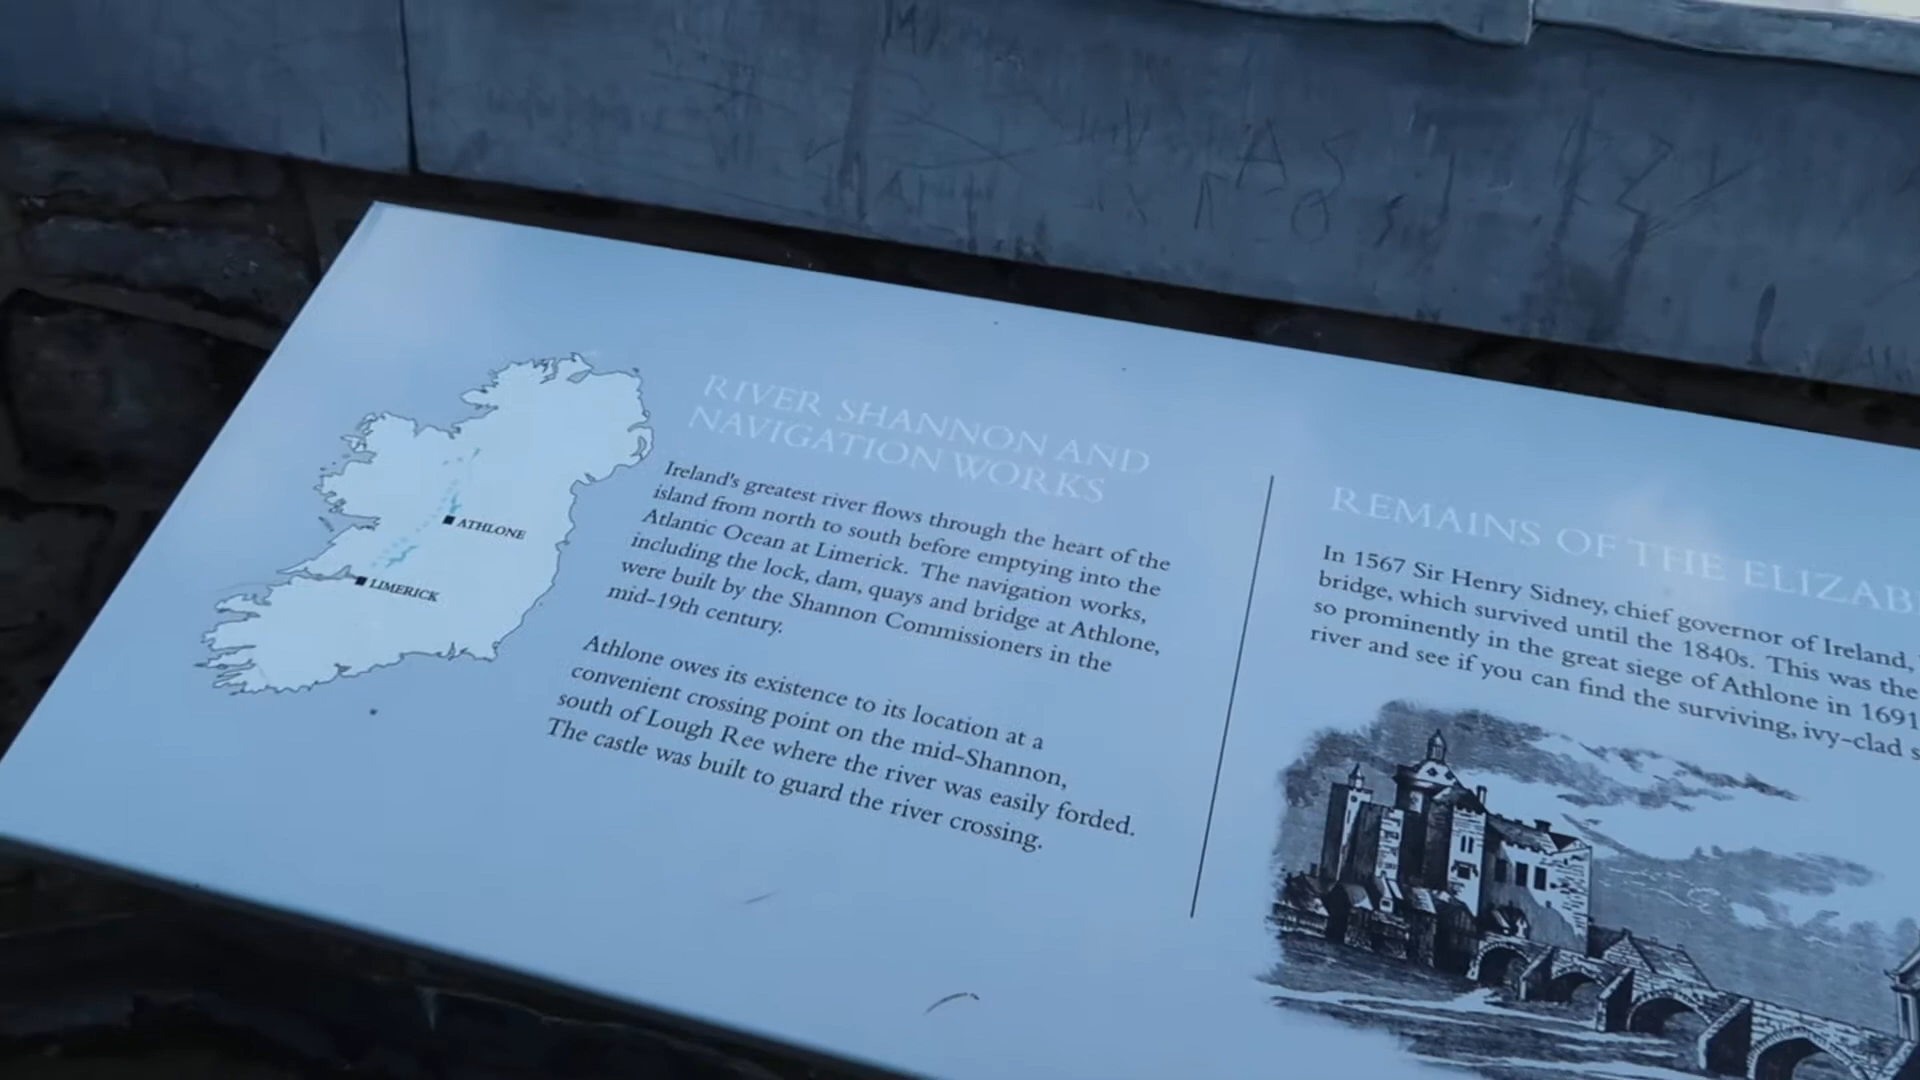 RIVER SHANNON AND
NAVIGATION WORKS
Ireland's greatest river flows through the heart of the
island from north to south before emptying into the
Atlantic Ocean at Limerick. The navigation works,
including the lock, dam, quays and bridge at Athlone,
were built by the Shannon Commissioners in the
mid-19th century.
Athlone owes its existence to its location at a
convenient crossing point on the mid-Shannon,
south of Lough Ree where the river was easily forded.
The castle was built to guard the river crossing.
ATHLONE
LIMERICK
REMAINS OF THE ELIZAB
In 1567 Sir Henry Sidney, chief governor of Ireland,
bridge, which survived until the 1840s. This was the
so prominently in the great siege of Athlone in 1691
river and see if you can find the surviving, ivy-clad s